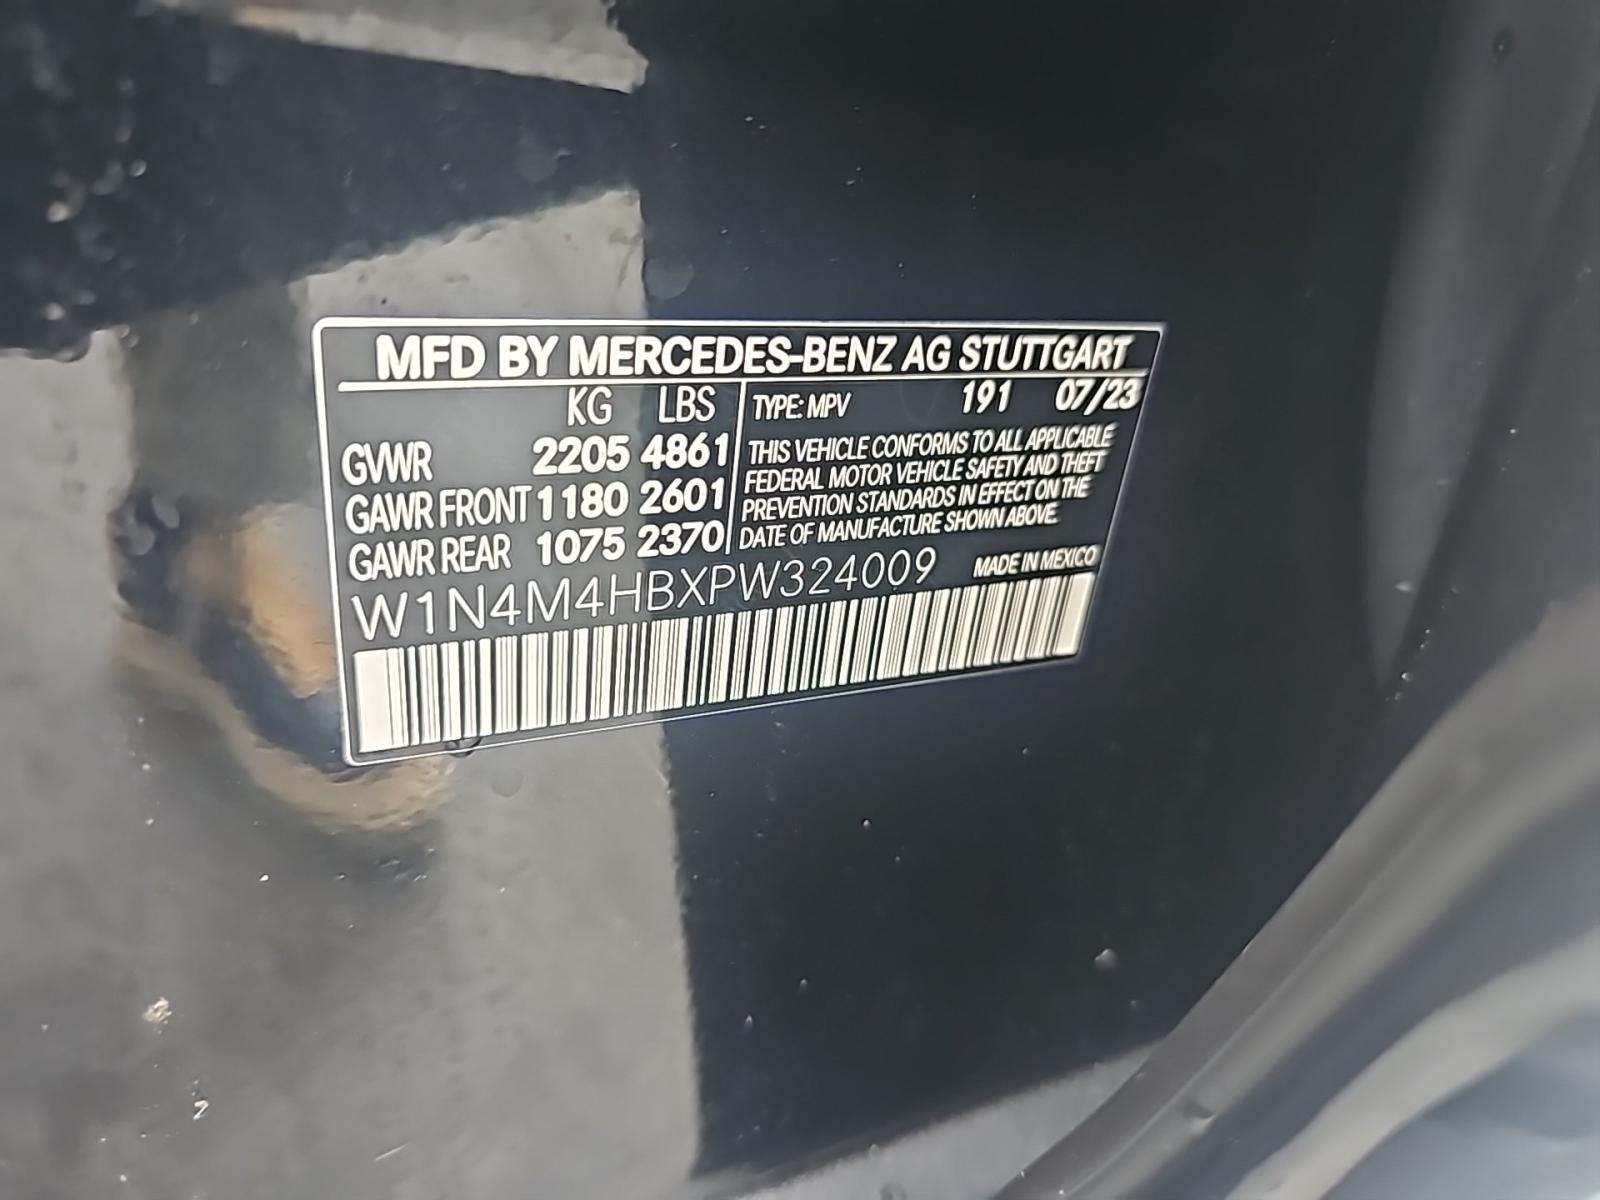 MFD BY MERCEDES-BENZ AG STUTTGART
KG LBS
GVWR 2205 4861
GAWR FRONT 1180 2601
GAWR REAR 1075 2370
TYPE: MPV 191 07/23
THIS VEHICLE CONFORMS TO ALL APPLICABLE
FEDERAL MOTOR VEHICLE SAFETY AND THEFT
PREVENTION STANDARDS IN EFFECT ON THE
DATE OF MANUFACTURE SHOWN ABOVE.
W1N4M4HBXPW324009 MADE IN MEXICO